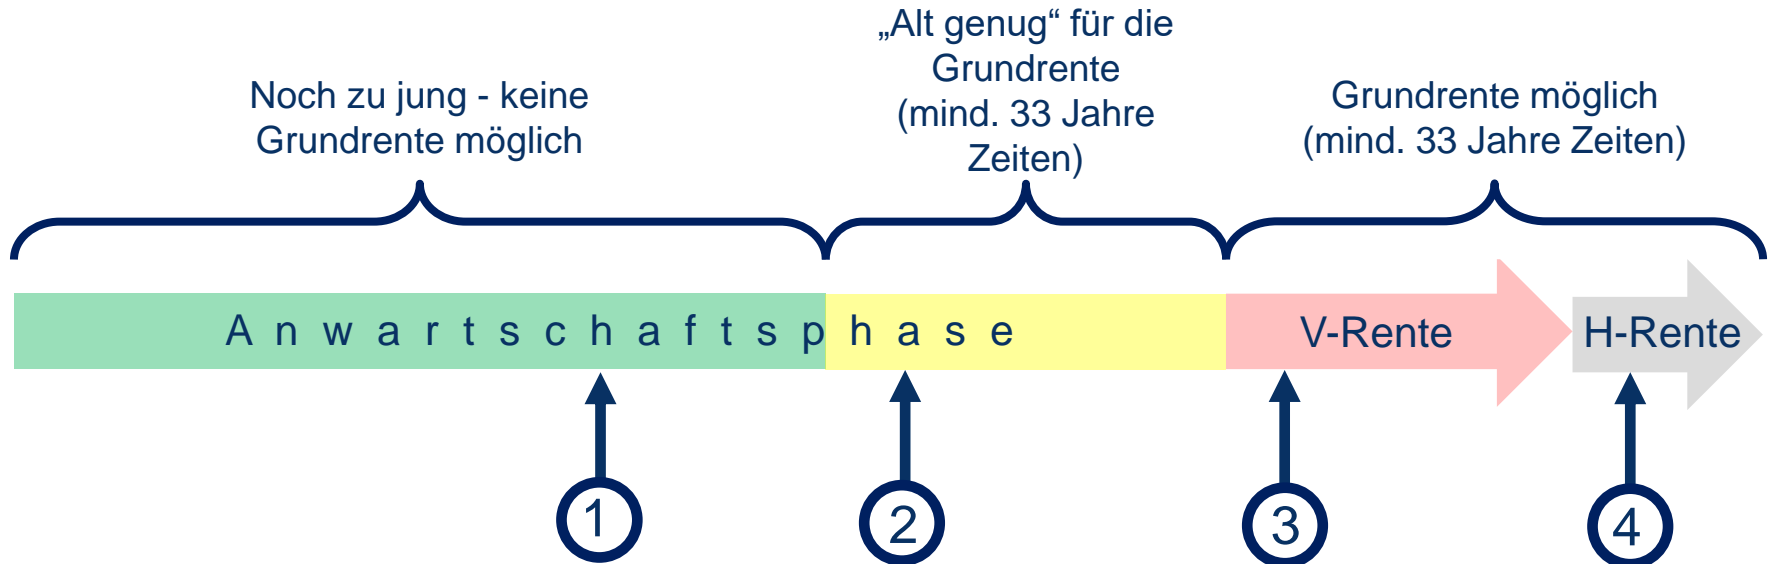 Noch zu jung - keine
Grundrente möglich
„Alt genug“ für die
Grundrente
(mind. 33 Jahre
Zeiten)
Grundrente möglich
(mind. 33 Jahre Zeiten)
Anwartschaftsphase
V-Rente
H-Rente
1
2
3
4